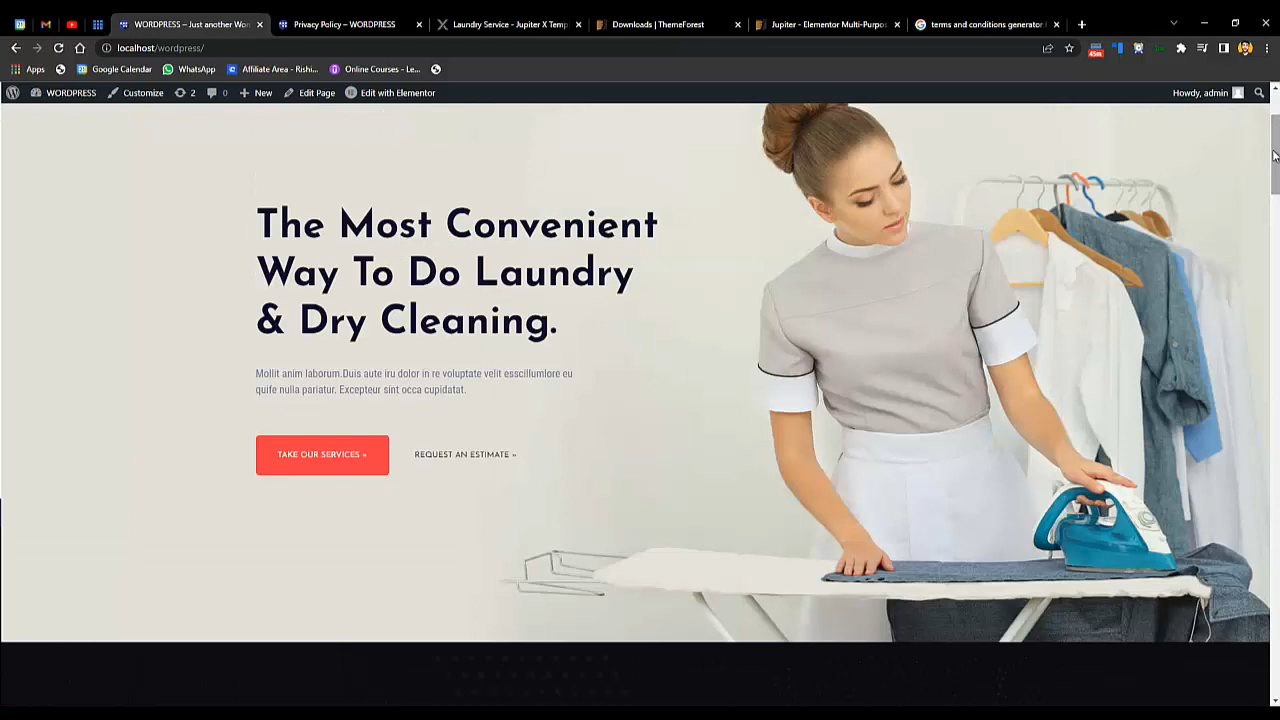 WORDPRESS – Just another Wor
Privacy Policy – WORDPRESS
Laundry Service - Jupiter X Temp
Downloads | ThemeForest
Jupiter - Elementor Multi-Purpos
terms and conditions generator
localhost/wordpress/
45m
Apps
Google Calendar
WhatsApp
Affiliate Area - Rishi...
Online Courses - Le...
WORDPRESS
Customize
2
0
New
Edit Page
Edit with Elementor
Howdy, admin
The Most Convenient
Way To Do Laundry
& Dry Cleaning.
Mollit anim laborum.Duis aute iru dolor in re voluptate velit esscillumlore eu
quife nulla pariatur. Excepteur sint occa cupidatat.
TAKE OUR SERVICES »
REQUEST AN ESTIMATE »